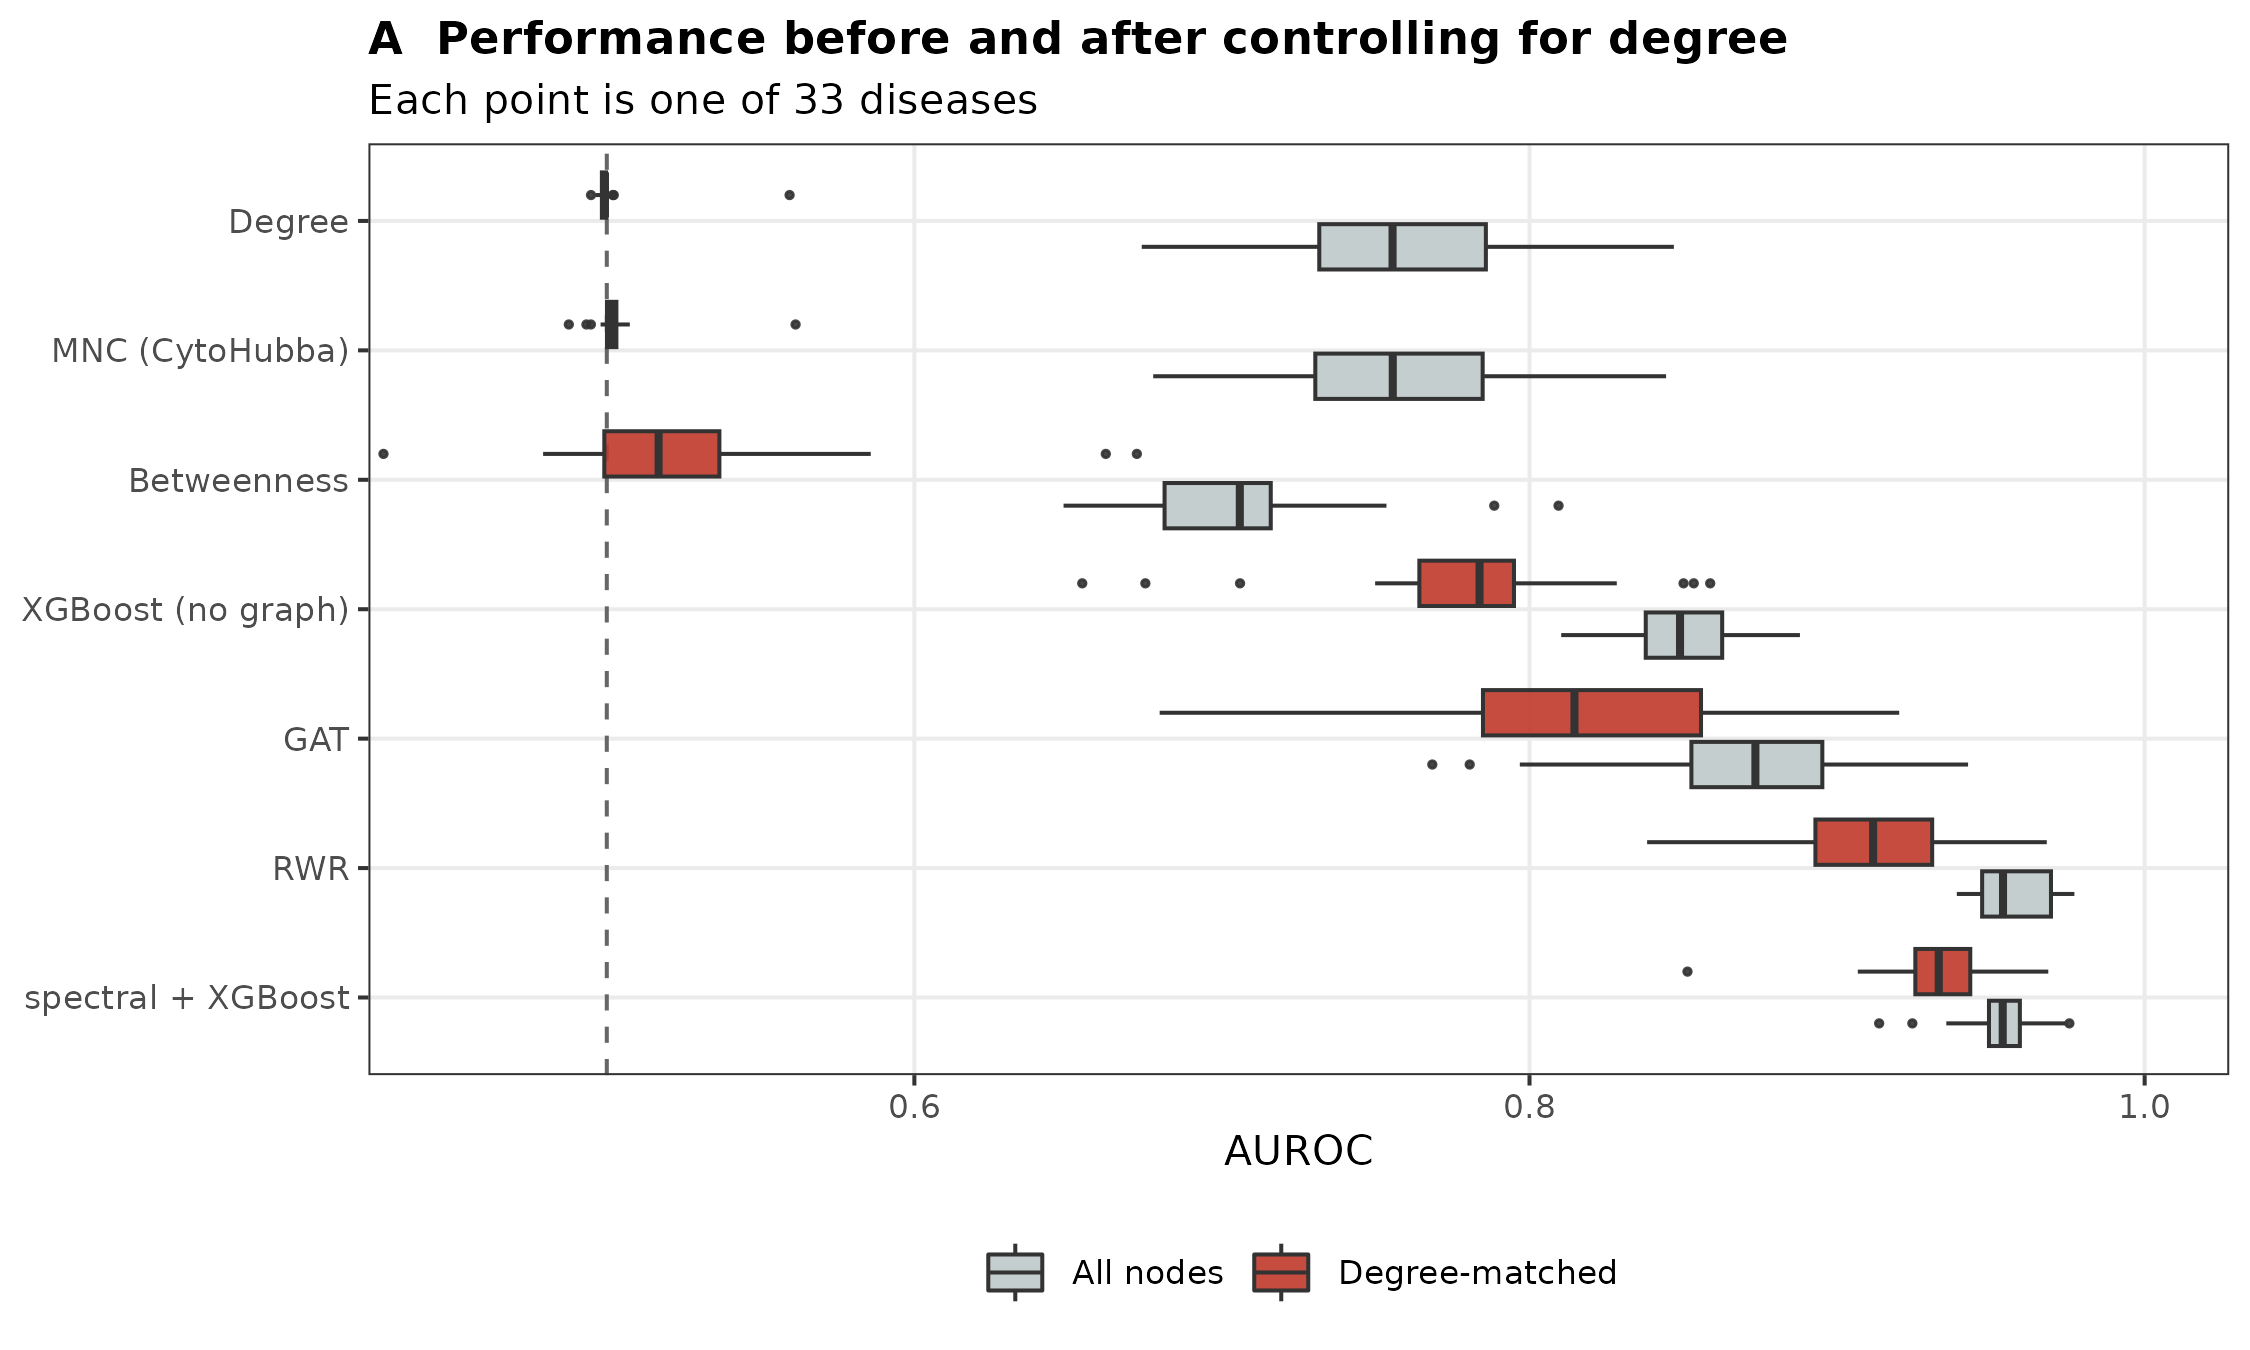 A Performance before and after controlling for degree
Each point is one of 33 diseases
Degree
MNC (CytoHubba)
Betweenness
XGBoost (no graph)
GAT
RWR
spectral + XGBoost
0.6 0.8 1.0
AUROC
All nodes Degree-matched